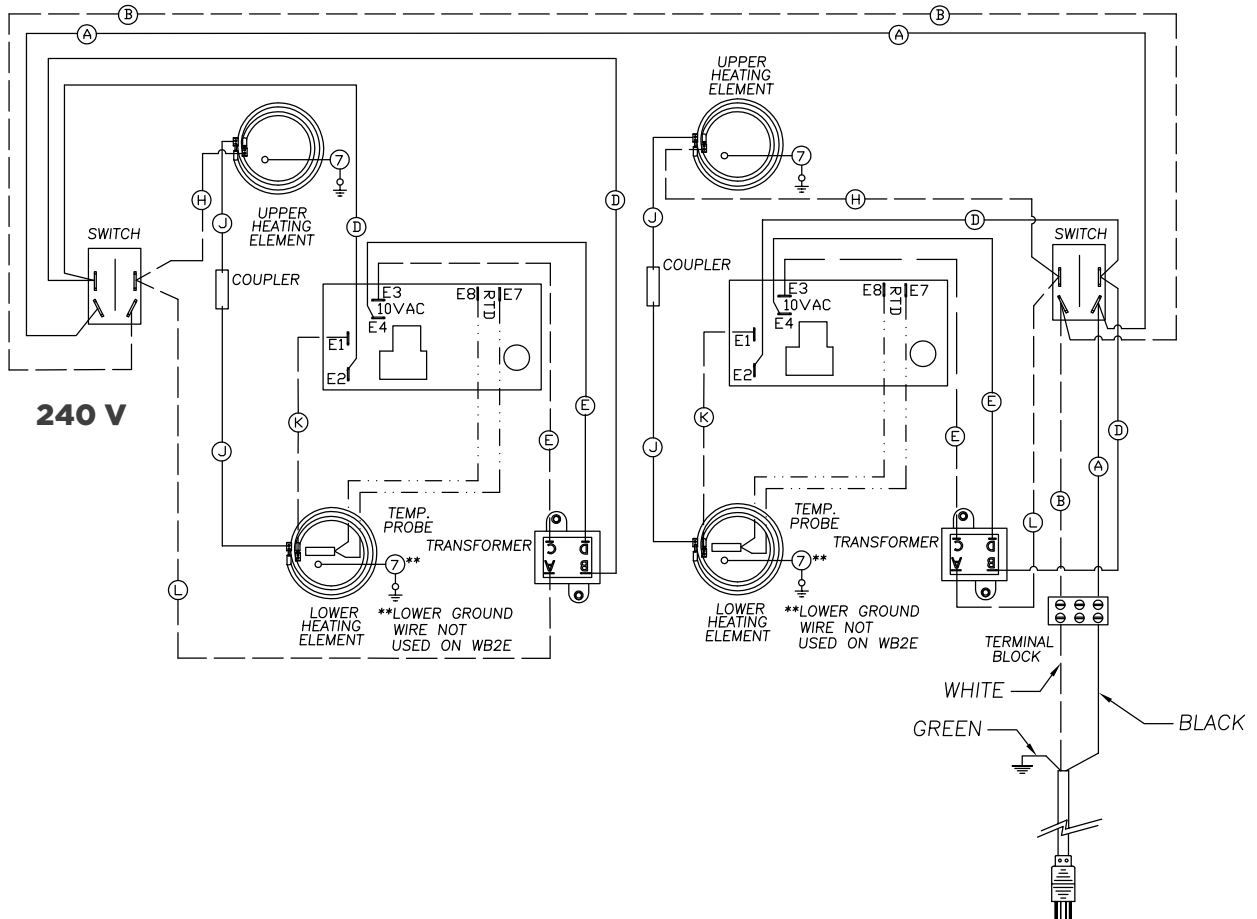 B
B
A
A
UPPER
HEATING
ELEMENT
7
7
H
H
J
J
D
D
D
UPPER
HEATING
ELEMENT
SWITCH
SWITCH
COUPLER
COUPLER
E3
10VAC
E4
E8
RTD
E7
E1
E2
E3
10VAC
E4
E8
RTD
E7
E1
E2
240 V
K
E
E
K
E
E
D
J
J
A
B
L
TEMP.
PROBE
TEMP.
PROBE
TRANSFORMER
C D
A B
TRANSFORMER
C D
A B
7**
7**
L
LOWER
HEATING
ELEMENT
**LOWER GROUND
WIRE NOT
USED ON WB2E
LOWER
HEATING
ELEMENT
**LOWER GROUND
WIRE NOT
USED ON WB2E
TERMINAL
BLOCK
WHITE
BLACK
GREEN